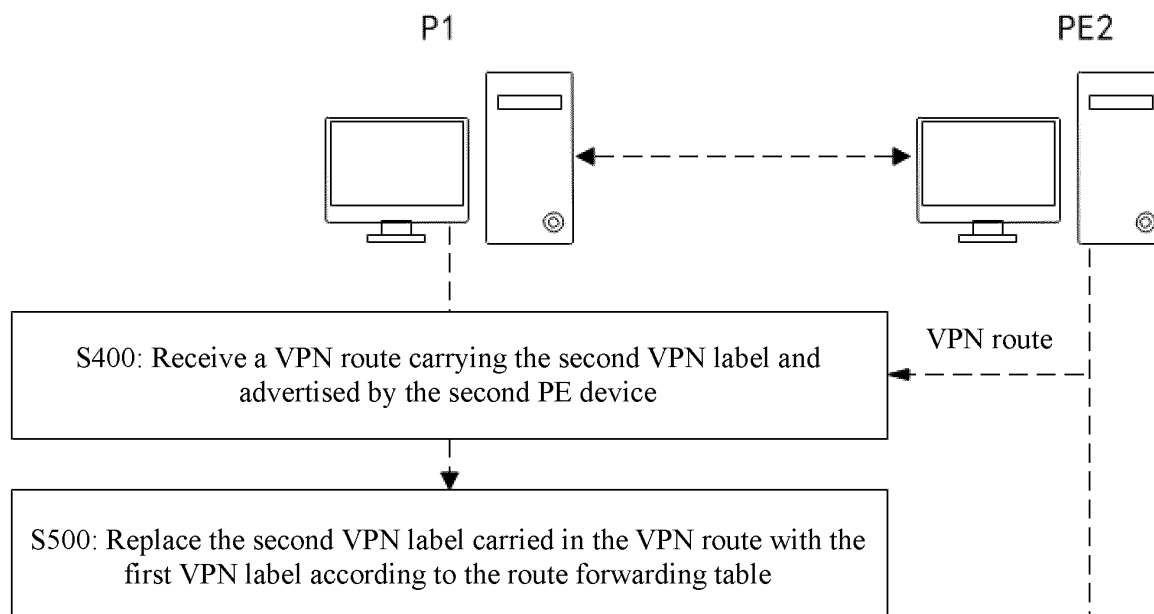 P1
PE2
VPN route
S400: Receive a VPN route carrying the second VPN label and
advertised by the second PE device
S500: Replace the second VPN label carried in the VPN route with the
first VPN label according to the route forwarding table